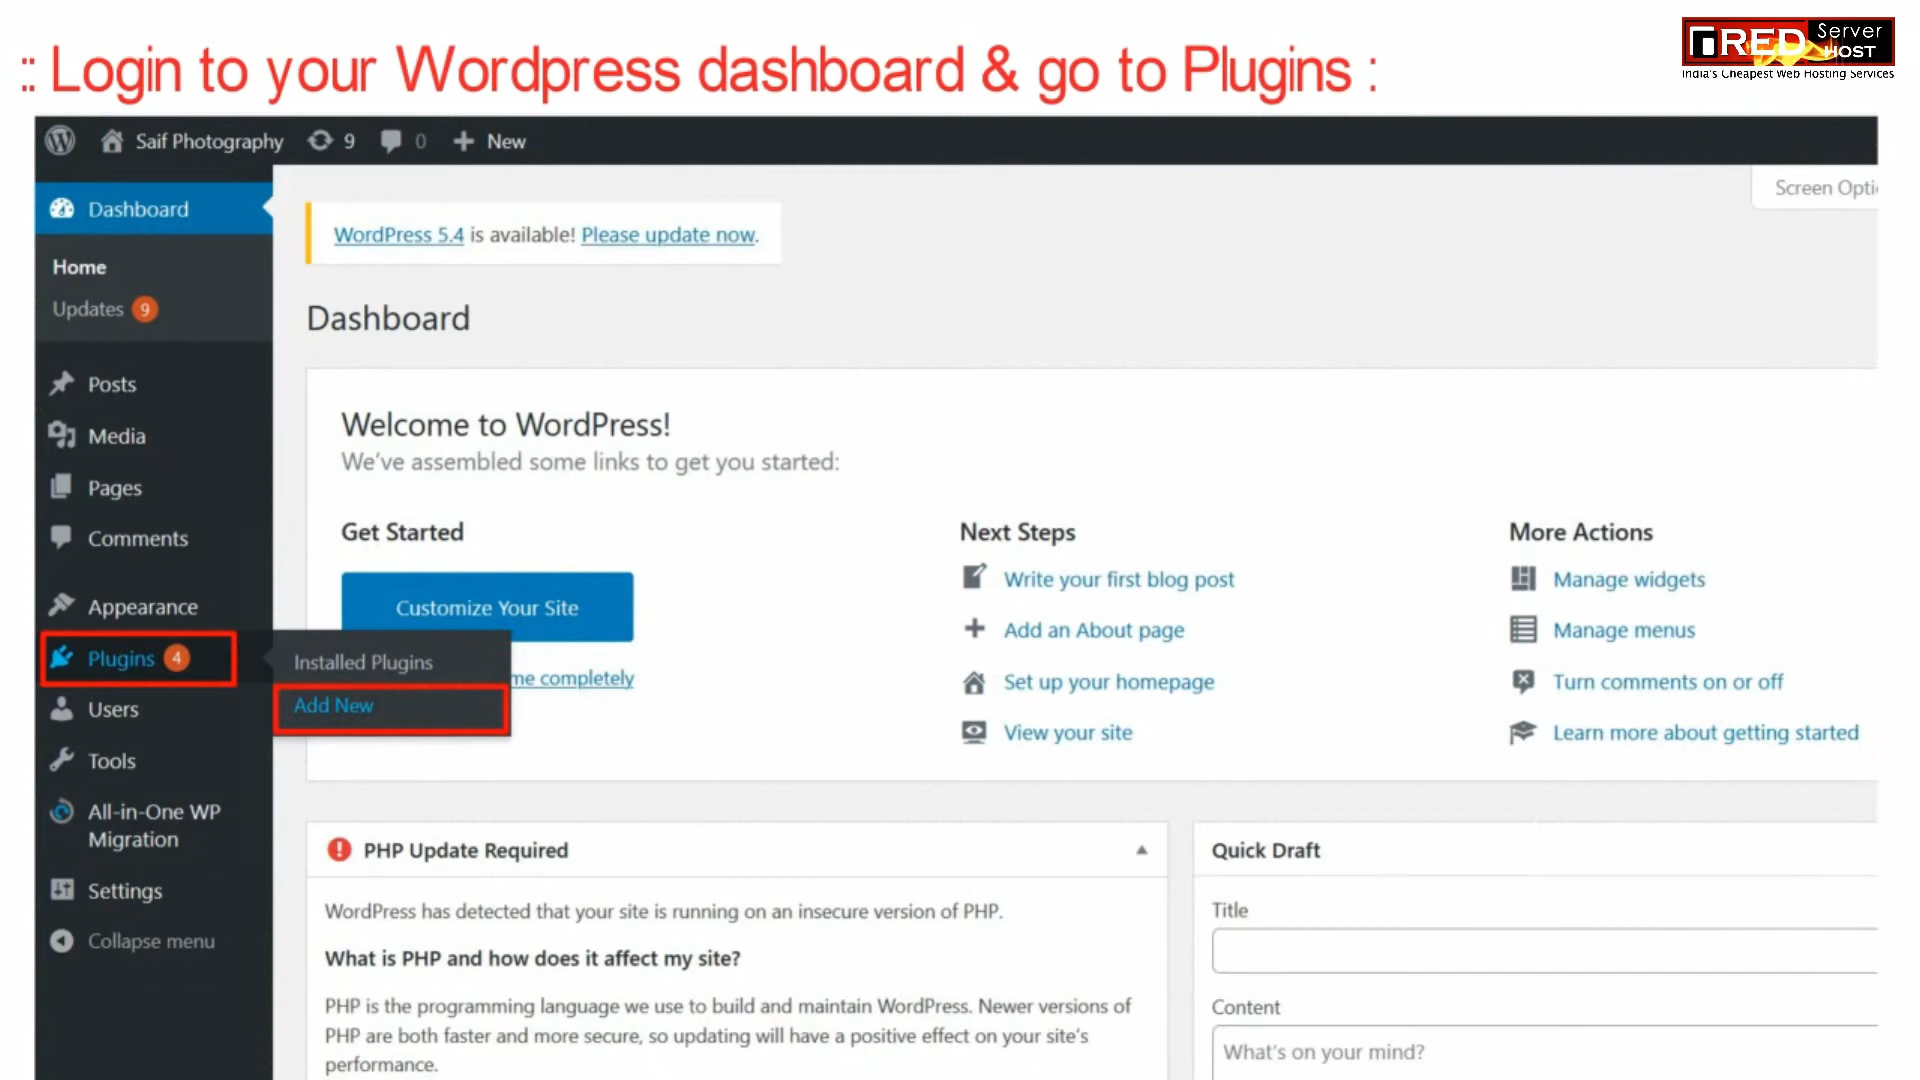 :: Login to your Wordpress dashboard & go to Plugins :
RED Server HOST
India's Cheapest Web Hosting Services
Saif Photography 9 0 + New
Screen Opti
Dashboard
Home
Updates 9
Posts
Media
Pages
Comments
Appearance
Plugins 4
Installed Plugins
Add New
Users
Tools
All-in-One WP
Migration
Settings
Collapse menu
WordPress 5.4 is available! Please update now.
Dashboard
Welcome to WordPress!
We've assembled some links to get you started:
Get Started
Customize Your Site
me completely
Next Steps
Write your first blog post
Add an About page
Set up your homepage
View your site
More Actions
Manage widgets
Manage menus
Turn comments on or off
Learn more about getting started
PHP Update Required
WordPress has detected that your site is running on an insecure version of PHP.
What is PHP and how does it affect my site?
PHP is the programming language we use to build and maintain WordPress. Newer versions of
PHP are both faster and more secure, so updating will have a positive effect on your site's
performance.
Quick Draft
Title
Content
What's on your mind?